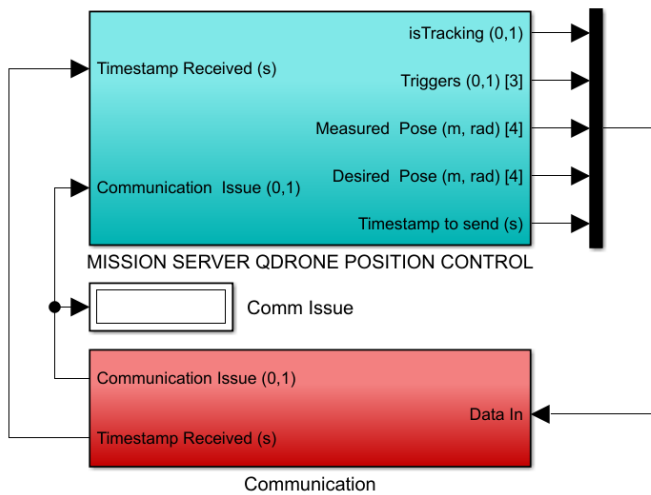 isTracking (0,1)
Timestamp Received (s)
Triggers (0,1) [3]
Measured Pose (m, rad) [4]
Desired Pose (m, rad) [4]
Communication Issue (0,1)
Timestamp to send (s)
MISSION SERVER QDRONE POSITION CONTROL
Comm Issue
Communication Issue (0,1)
Data In
Timestamp Received (s)
Communication